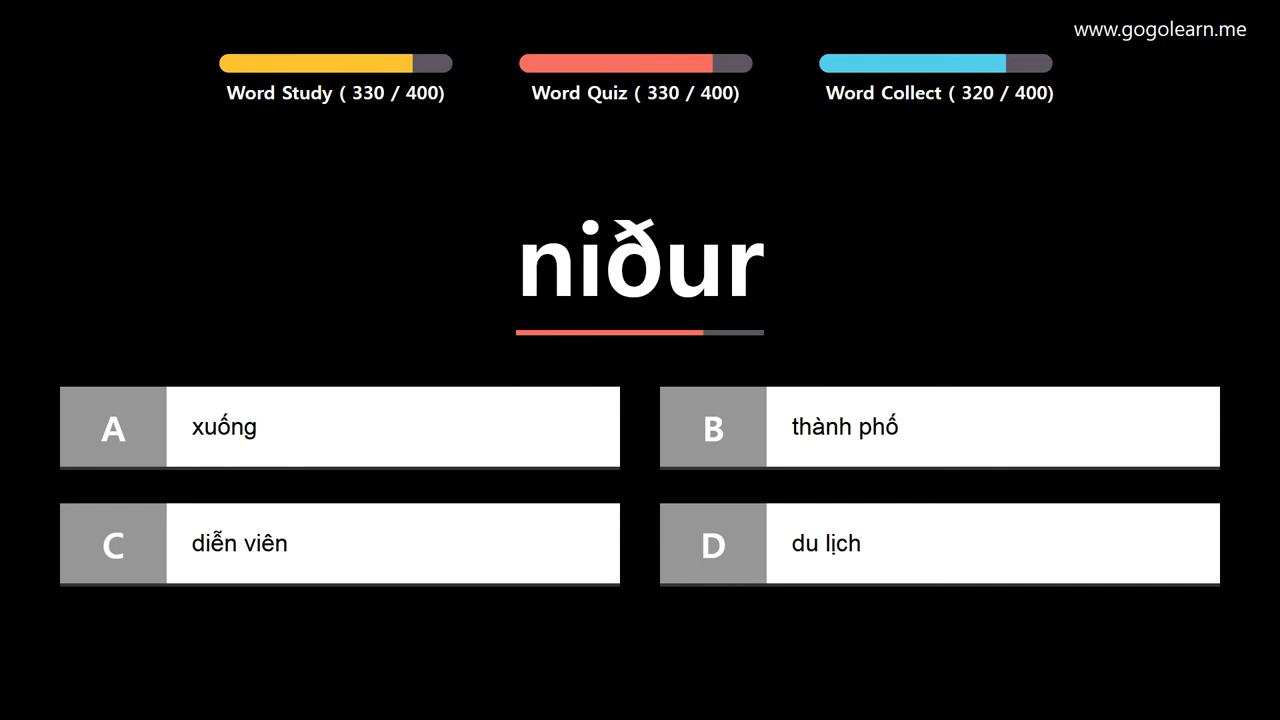 www.gogolearn.me
Word Study ( 330 / 400)
Word Quiz ( 330 / 400)
Word Collect ( 320 / 400)
niður
A xuống
B thành phố
C diễn viên
D du lịch